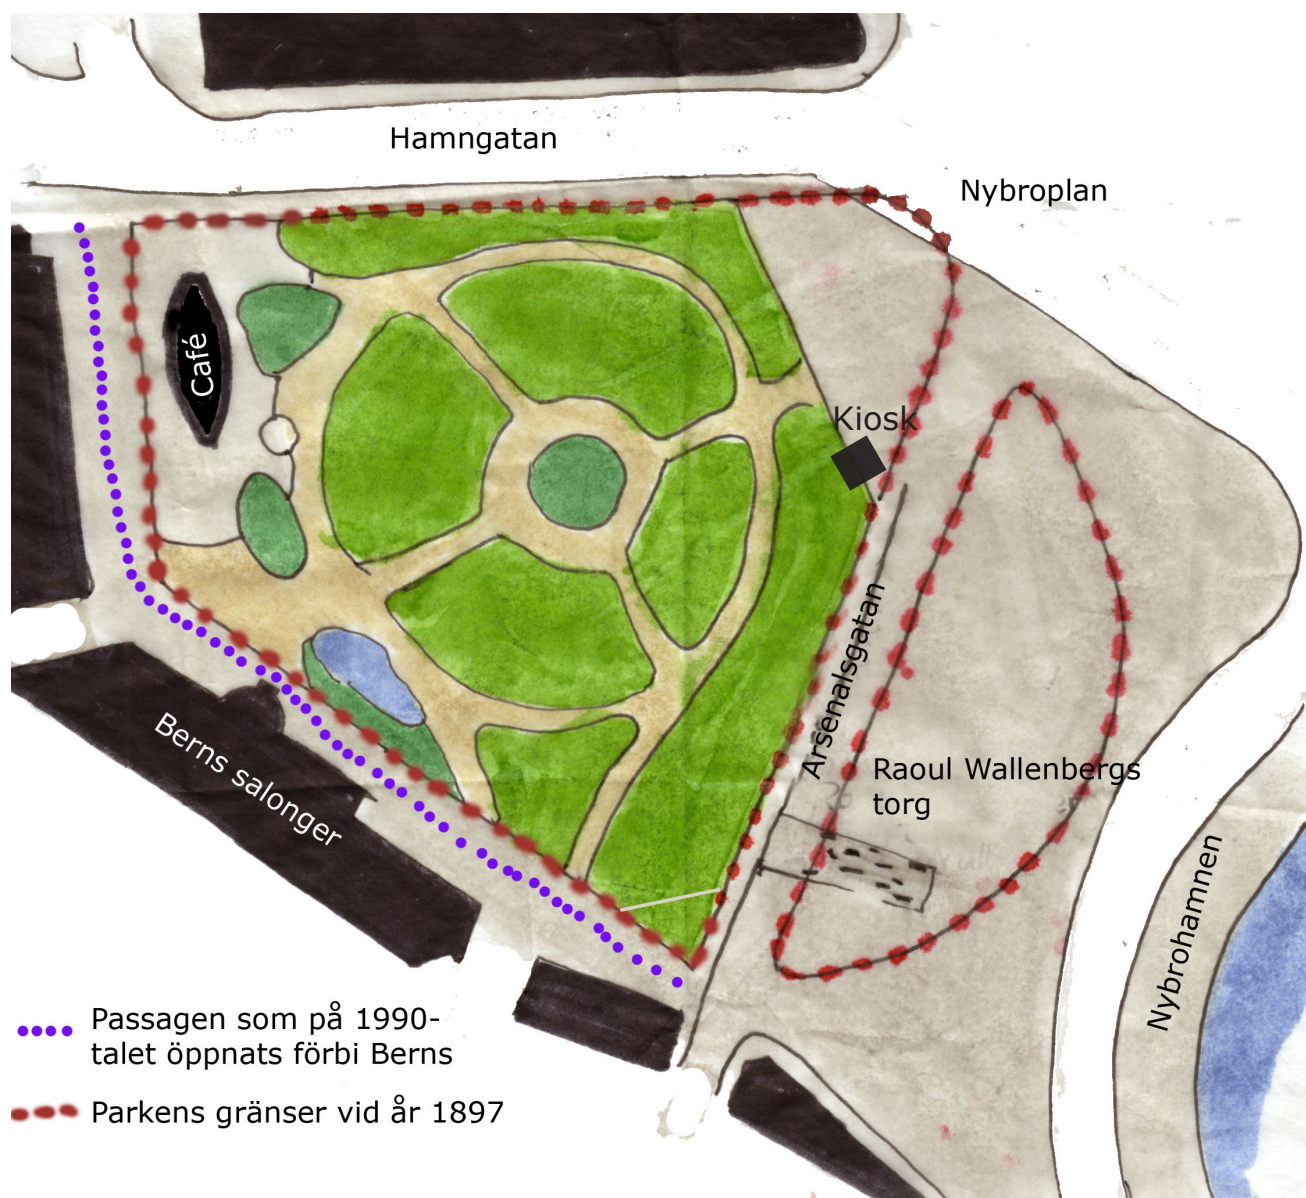 Hamngatan
Nybroplan
Café
Kiosk
Arsenalsgatan
Berns salonger
Raoul Wallenbergs
torg
Nybrohamnen
Passagen som på 1990-
talet öppnats förbi Berns
Parkens gränser vid år 1897